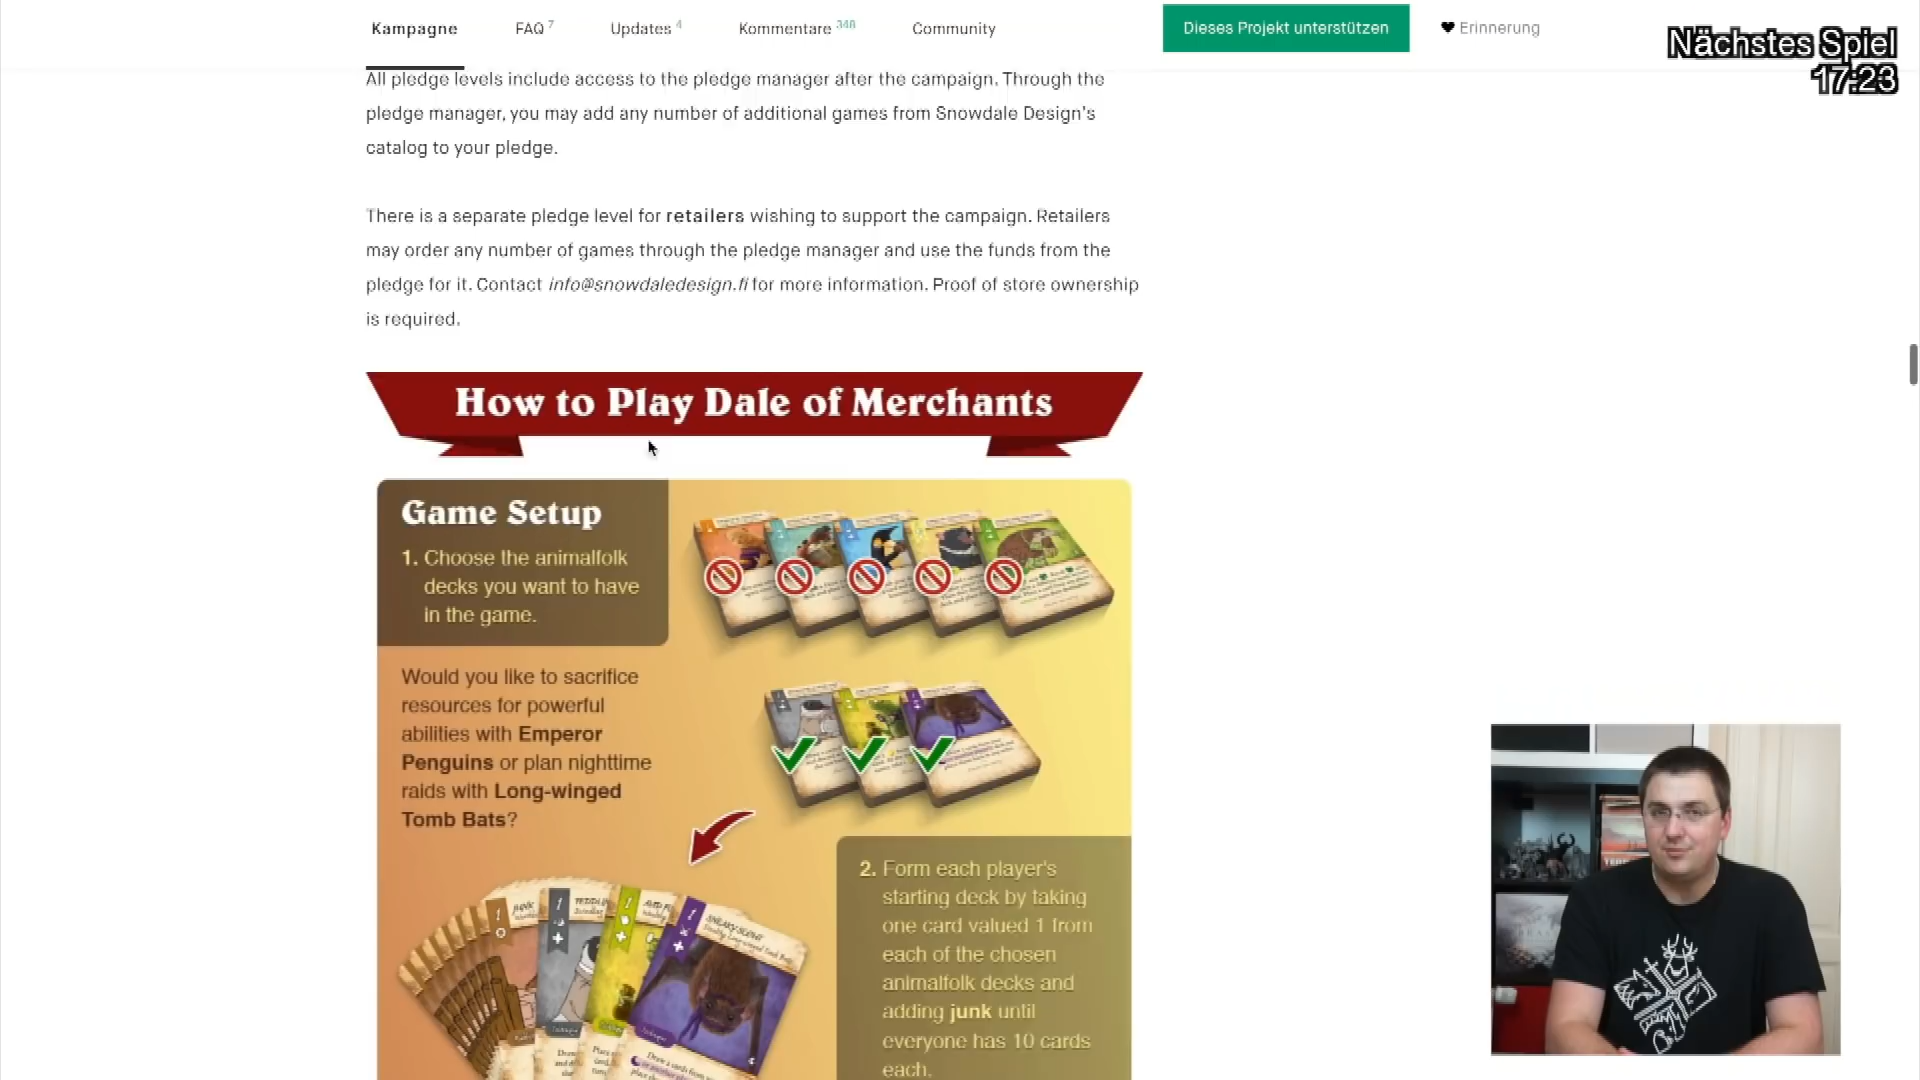 Kampagne
FAQ 7
Updates 4
Kommentare 348
Community
Dieses Projekt unterstützen
Erinnerung
Nächstes Spiel
17:23
All pledge levels include access to the pledge manager after the campaign. Through the
pledge manager, you may add any number of additional games from Snowdale Design's
catalog to your pledge.
There is a separate pledge level for retailers wishing to support the campaign. Retailers
may order any number of games through the pledge manager and use the funds from the
pledge for it. Contact info@snowdaledesign.fi for more information. Proof of store ownership
is required.
How to Play Dale of Merchants
Game Setup
1. Choose the animalfolk
decks you want to have
in the game.
Would you like to sacrifice
resources for powerful
abilities with Emperor
Penguins or plan nighttime
raids with Long-winged
Tomb Bats?
2. Form each player's
starting deck by taking
one card valued 1 from
each of the chosen
animalfolk decks and
adding junk until
everyone has 10 cards
each.